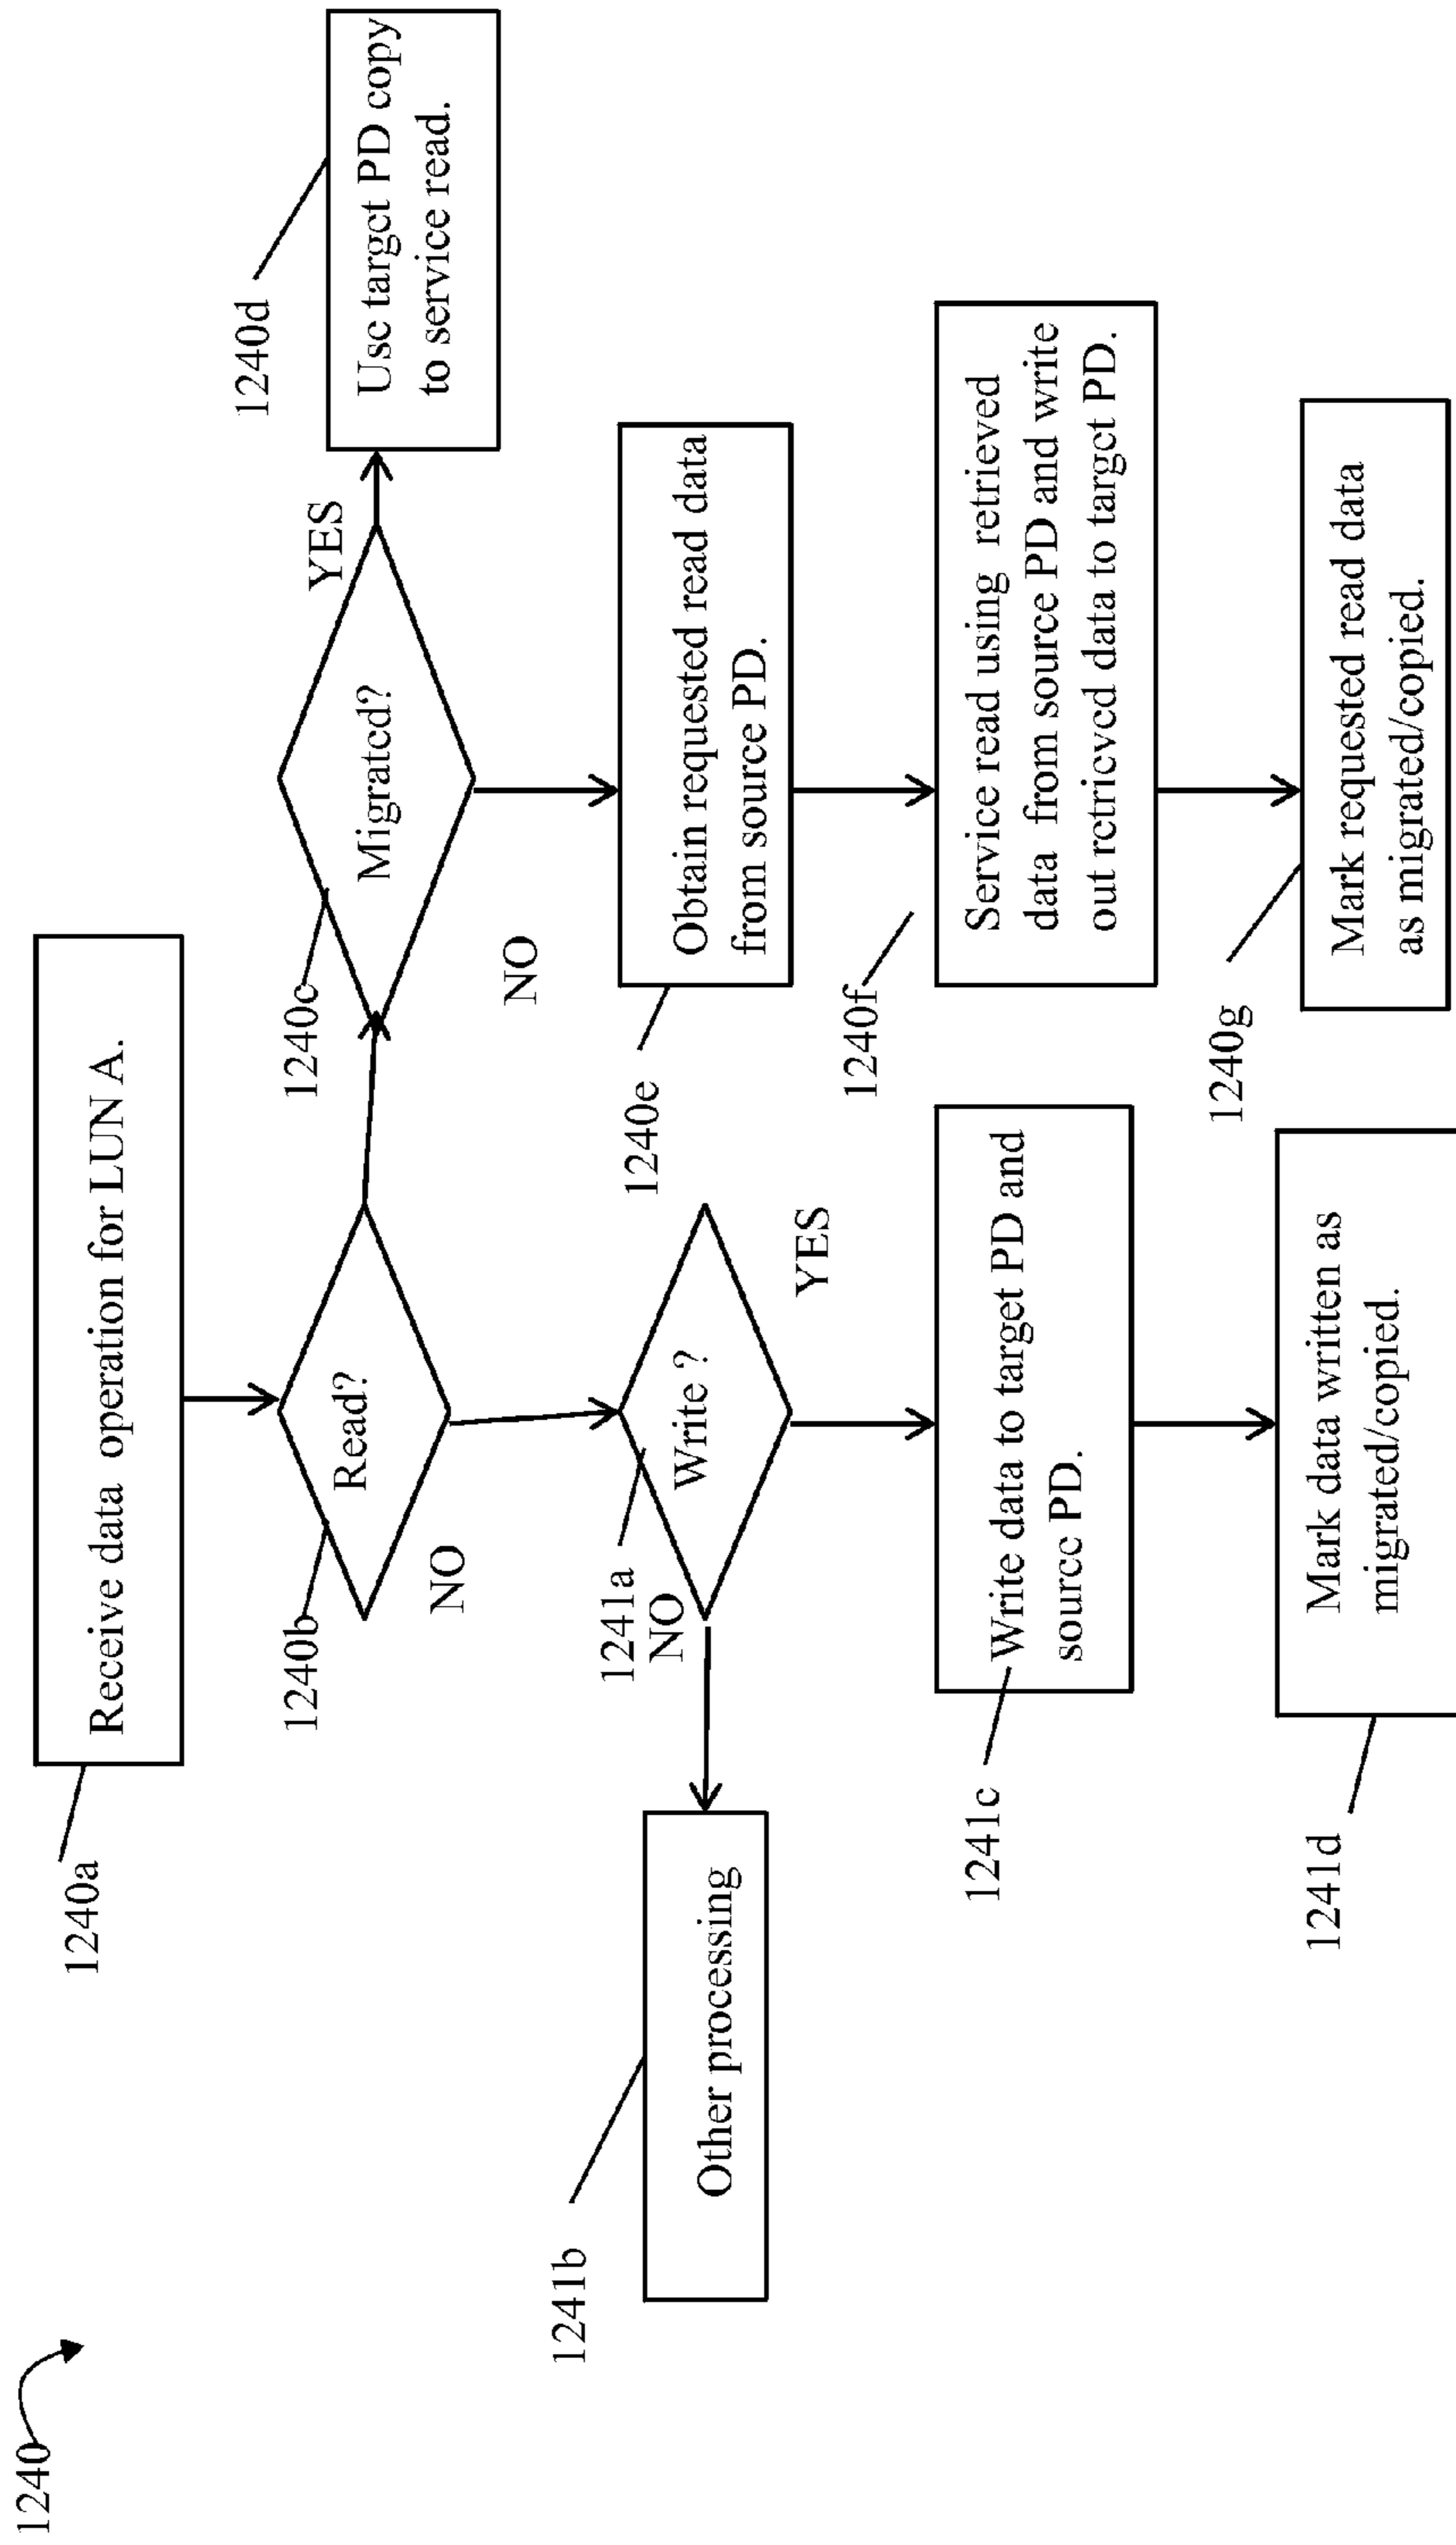 1240
1240a
Receive data operation for LUN A.
1240b
Read?
NO
1240c
Migrated?
YES
NO
1240d
Use target PD copy
to service read.
1241a
Write ?
NO
YES
1241b
Other processing
1240e
Obtain requested read data
from source PD.
1241c
Write data to target PD and
source PD.
1240f
Service read using retrieved
data from source PD and write
out retrieved data to target PD.
1241d
Mark data written as
migrated/copied.
1240g
Mark requested read data
as migrated/copied.